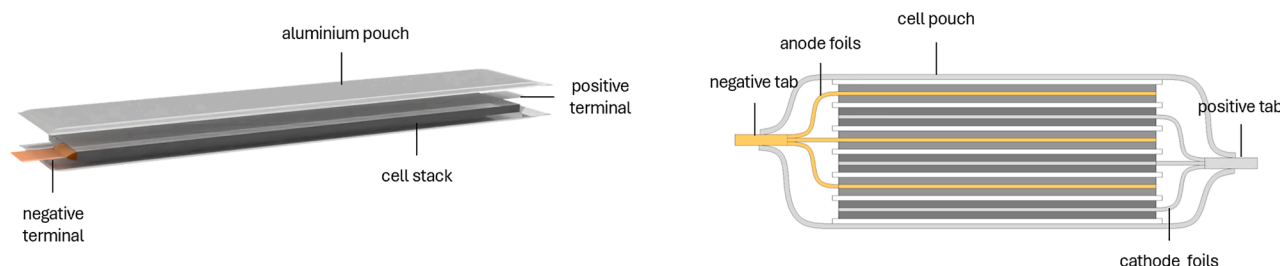 aluminium pouch
positive
terminal
cell stack
negative
terminal
cell pouch
anode foils
negative tab
positive tab
cathode foils